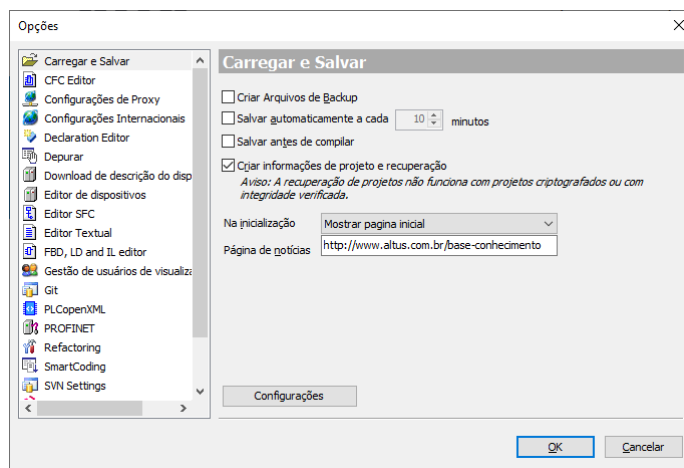 Opções
Carregar e Salvar
CFC Editor
Configurações de Proxy
Configurações Internacionais
Declaration Editor
Depurar
Download de descrição do disp
Editor de dispositivos
Editor SFC
Editor Textual
FBD, LD and IL editor
Gestão de usuários de visualiza
Git
PLCopenXML
PROFINET
Refactoring
SmartCoding
SVN Settings
Carregar e Salvar
Criar Arquivos de Backup
Salvar automaticamente a cada 10 minutos
Salvar antes de compilar
Criar informações de projeto e recuperação
Aviso: A recuperação de projetos não funciona com projetos criptografados ou com
integridade verificada.
Na inicialização Mostrar pagina inicial
Página de notícias http://www.altus.com.br/base-conhecimento
Configurações
OK Cancelar